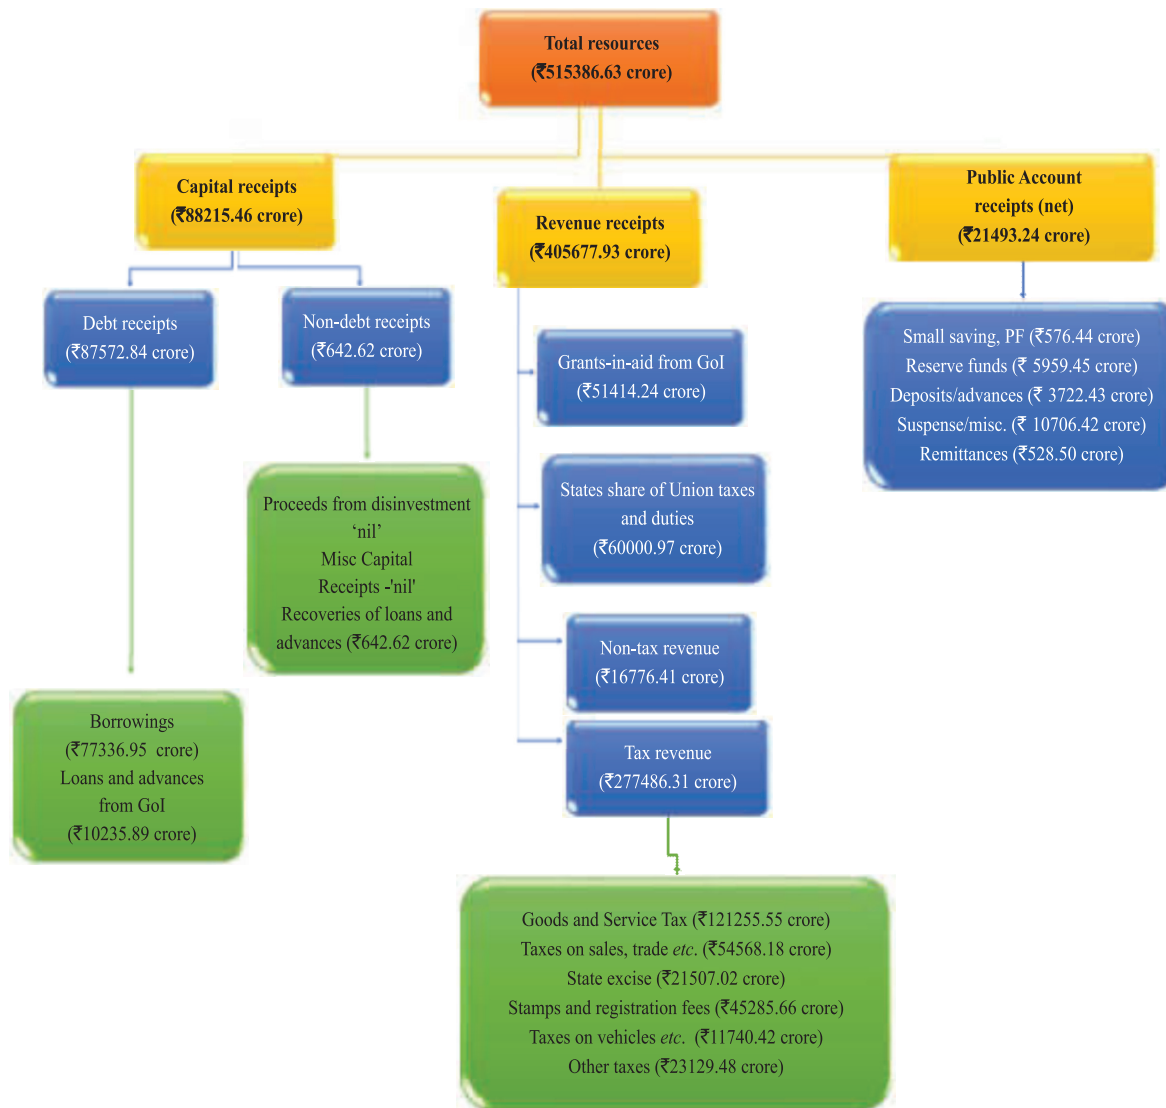 Total resources
(₹515386.63 crore)
Capital receipts
(₹88215.46 crore)
Revenue receipts
(₹405677.93 crore)
Public Account
receipts (net)
(₹21493.24 crore)
Debt receipts
(₹87572.84 crore)
Non-debt receipts
(₹642.62 crore)
Proceeds from disinvestment
‘nil’
Misc Capital
Receipts -'nil'
Recoveries of loans and
advances (₹642.62 crore)
Borrowings
(₹77336.95 crore)
Loans and advances
from GoI
(₹10235.89 crore)
Grants-in-aid from GoI
(₹51414.24 crore)
States share of Union taxes
and duties
(₹60000.97 crore)
Non-tax revenue
(₹16776.41 crore)
Tax revenue
(₹277486.31 crore)
Goods and Service Tax (₹121255.55 crore)
Taxes on sales, trade etc. (₹54568.18 crore)
State excise (₹21507.02 crore)
Stamps and registration fees (₹45285.66 crore)
Taxes on vehicles etc. (₹11740.42 crore)
Other taxes (₹23129.48 crore)
Small saving, PF (₹576.44 crore)
Reserve funds (₹ 5959.45 crore)
Deposits/advances (₹ 3722.43 crore)
Suspense/misc. (₹ 10706.42 crore)
Remittances (₹528.50 crore)